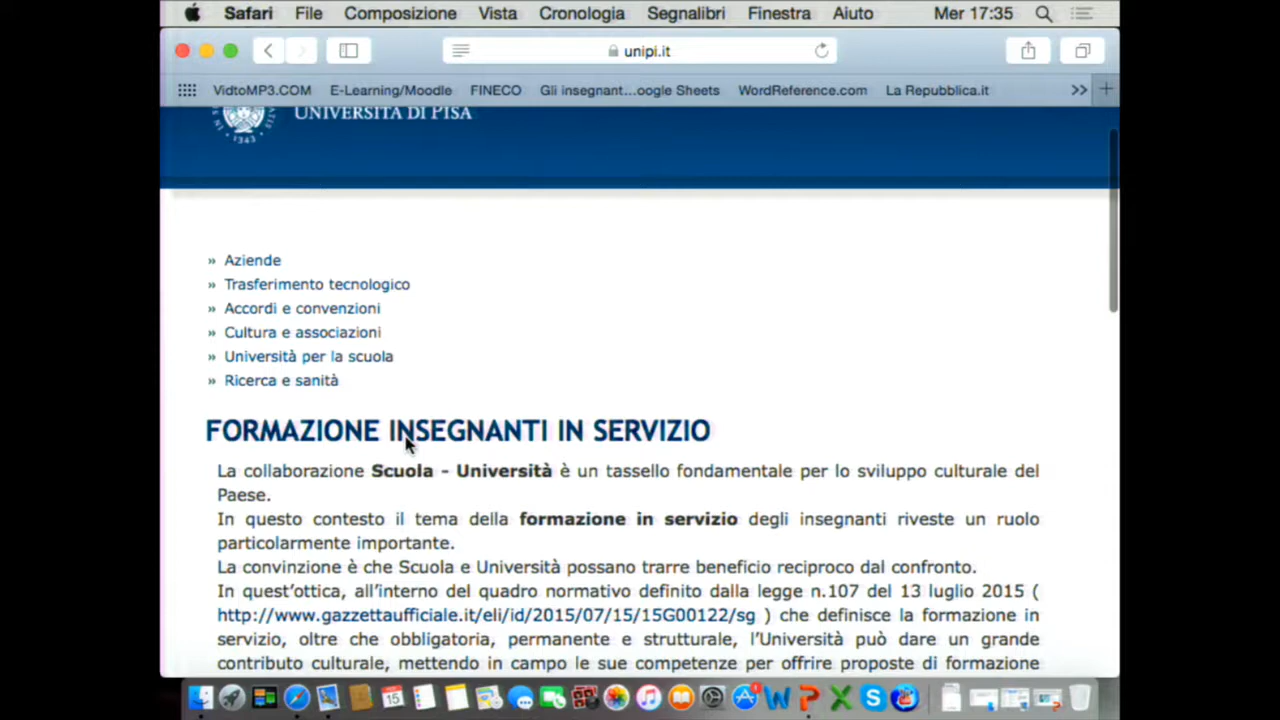 Safari File Composizione Vista Cronologia Segnalibri Finestra Aiuto Mer 17:35
unipi.it
VidtoMP3.COM E-Learning/Moodle FINECO Gli insegnant...oogle Sheets WordReference.com La Repubblica.it >> +
1343
UNIVERSITÀ DI PISA
» Aziende
» Trasferimento tecnologico
» Accordi e convenzioni
» Cultura e associazioni
» Università per la scuola
» Ricerca e sanità
FORMAZIONE INSEGNANTI IN SERVIZIO
La collaborazione Scuola - Università è un tassello fondamentale per lo sviluppo culturale del
Paese.
In questo contesto il tema della formazione in servizio degli insegnanti riveste un ruolo
particolarmente importante.
La convinzione è che Scuola e Università possano trarre beneficio reciproco dal confronto.
In quest’ottica, all’interno del quadro normativo definito dalla legge n.107 del 13 luglio 2015 (
http://www.gazzettaufficiale.it/eli/id/2015/07/15/15G00122/sg ) che definisce la formazione in
servizio, oltre che obbligatoria, permanente e strutturale, l’Università può dare un grande
contributo culturale, mettendo in campo le sue competenze per offrire proposte di formazione
15